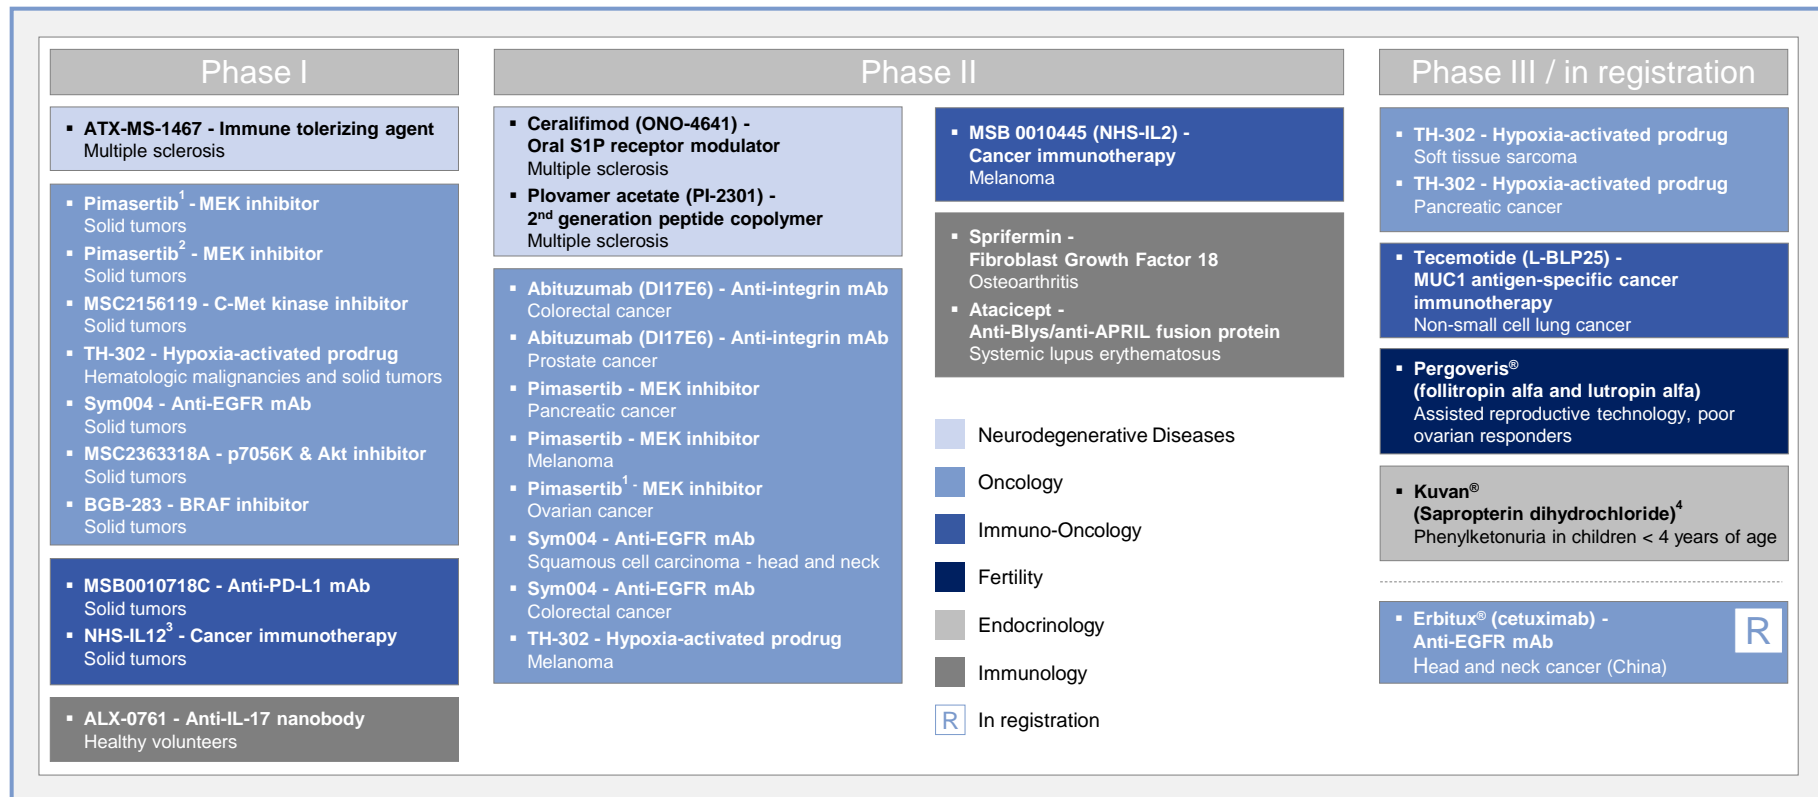 Phase I
ATX-MS-1467 - Immune tolerizing agent
Multiple sclerosis
Pimasertib1 - MEK inhibitor
Solid tumors
Pimasertib2 - MEK inhibitor
Solid tumors
MSC2156119 - C-Met kinase inhibitor
Solid tumors
TH-302 - Hypoxia-activated prodrug
Hematologic malignancies and solid tumors
Sym004 - Anti-EGFR mAb
Solid tumors
MSC2363318A - p7056K & Akt inhibitor
Solid tumors
BGB-283 - BRAF inhibitor
Solid tumors
MSB0010718C - Anti-PD-L1 mAb
Solid tumors
NHS-IL123 - Cancer immunotherapy
Solid tumors
ALX-0761 - Anti-IL-17 nanobody
Healthy volunteers
Phase II
Ceralifimod (ONO-4641) -
Oral S1P receptor modulator
Multiple sclerosis
Plovamer acetate (PI-2301) -
2nd generation peptide copolymer
Multiple sclerosis
Abituzumab (DI17E6) - Anti-integrin mAb
Colorectal cancer
Abituzumab (DI17E6) - Anti-integrin mAb
Prostate cancer
Pimasertib - MEK inhibitor
Pancreatic cancer
Pimasertib - MEK inhibitor
Melanoma
Pimasertib1 - MEK inhibitor
Ovarian cancer
Sym004 - Anti-EGFR mAb
Squamous cell carcinoma - head and neck
Sym004 - Anti-EGFR mAb
Colorectal cancer
TH-302 - Hypoxia-activated prodrug
Melanoma
MSB 0010445 (NHS-IL2) -
Cancer immunotherapy
Melanoma
Sprifermin -
Fibroblast Growth Factor 18
Osteoarthritis
Atacicept -
Anti-Blys/anti-APRIL fusion protein
Systemic lupus erythematosus
Neurodegenerative Diseases
Oncology
Immuno-Oncology
Fertility
Endocrinology
Immunology
R In registration
Phase III / in registration
TH-302 - Hypoxia-activated prodrug
Soft tissue sarcoma
TH-302 - Hypoxia-activated prodrug
Pancreatic cancer
Tecemotide (L-BLP25) -
MUC1 antigen-specific cancer
immunotherapy
Non-small cell lung cancer
Pergoveris®
(follitropin alfa and lutropin alfa)
Assisted reproductive technology, poor
ovarian responders
Kuvan®
(Sapropterin dihydrochloride)4
Phenylketonuria in children < 4 years of age
Erbitux® (cetuximab) -
Anti-EGFR mAb
Head and neck cancer (China)
R